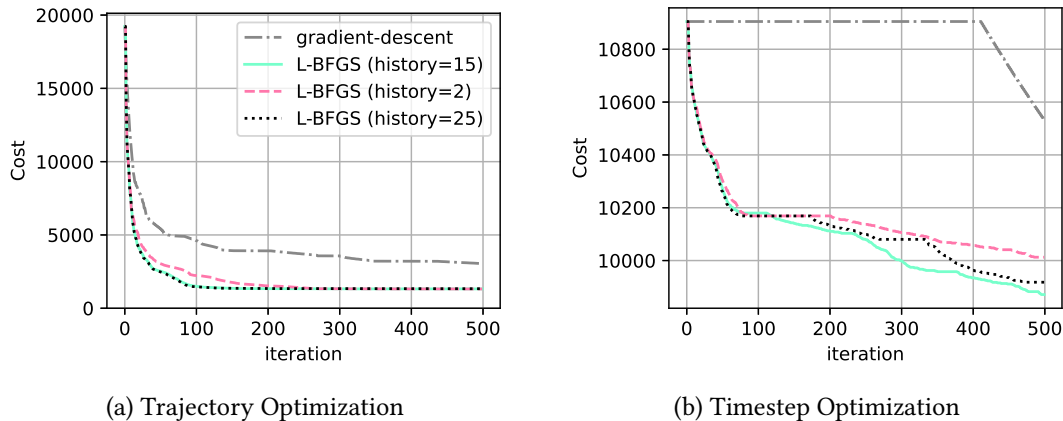 20000
15000
10000
5000
0
Cost
gradient-descent
L-BFGS (history=15)
L-BFGS (history=2)
L-BFGS (history=25)
0 100 200 300 400 500
iteration
(a) Trajectory Optimization
10800
10600
10400
10200
10000
Cost
0 100 200 300 400 500
iteration
(b) Timestep Optimization